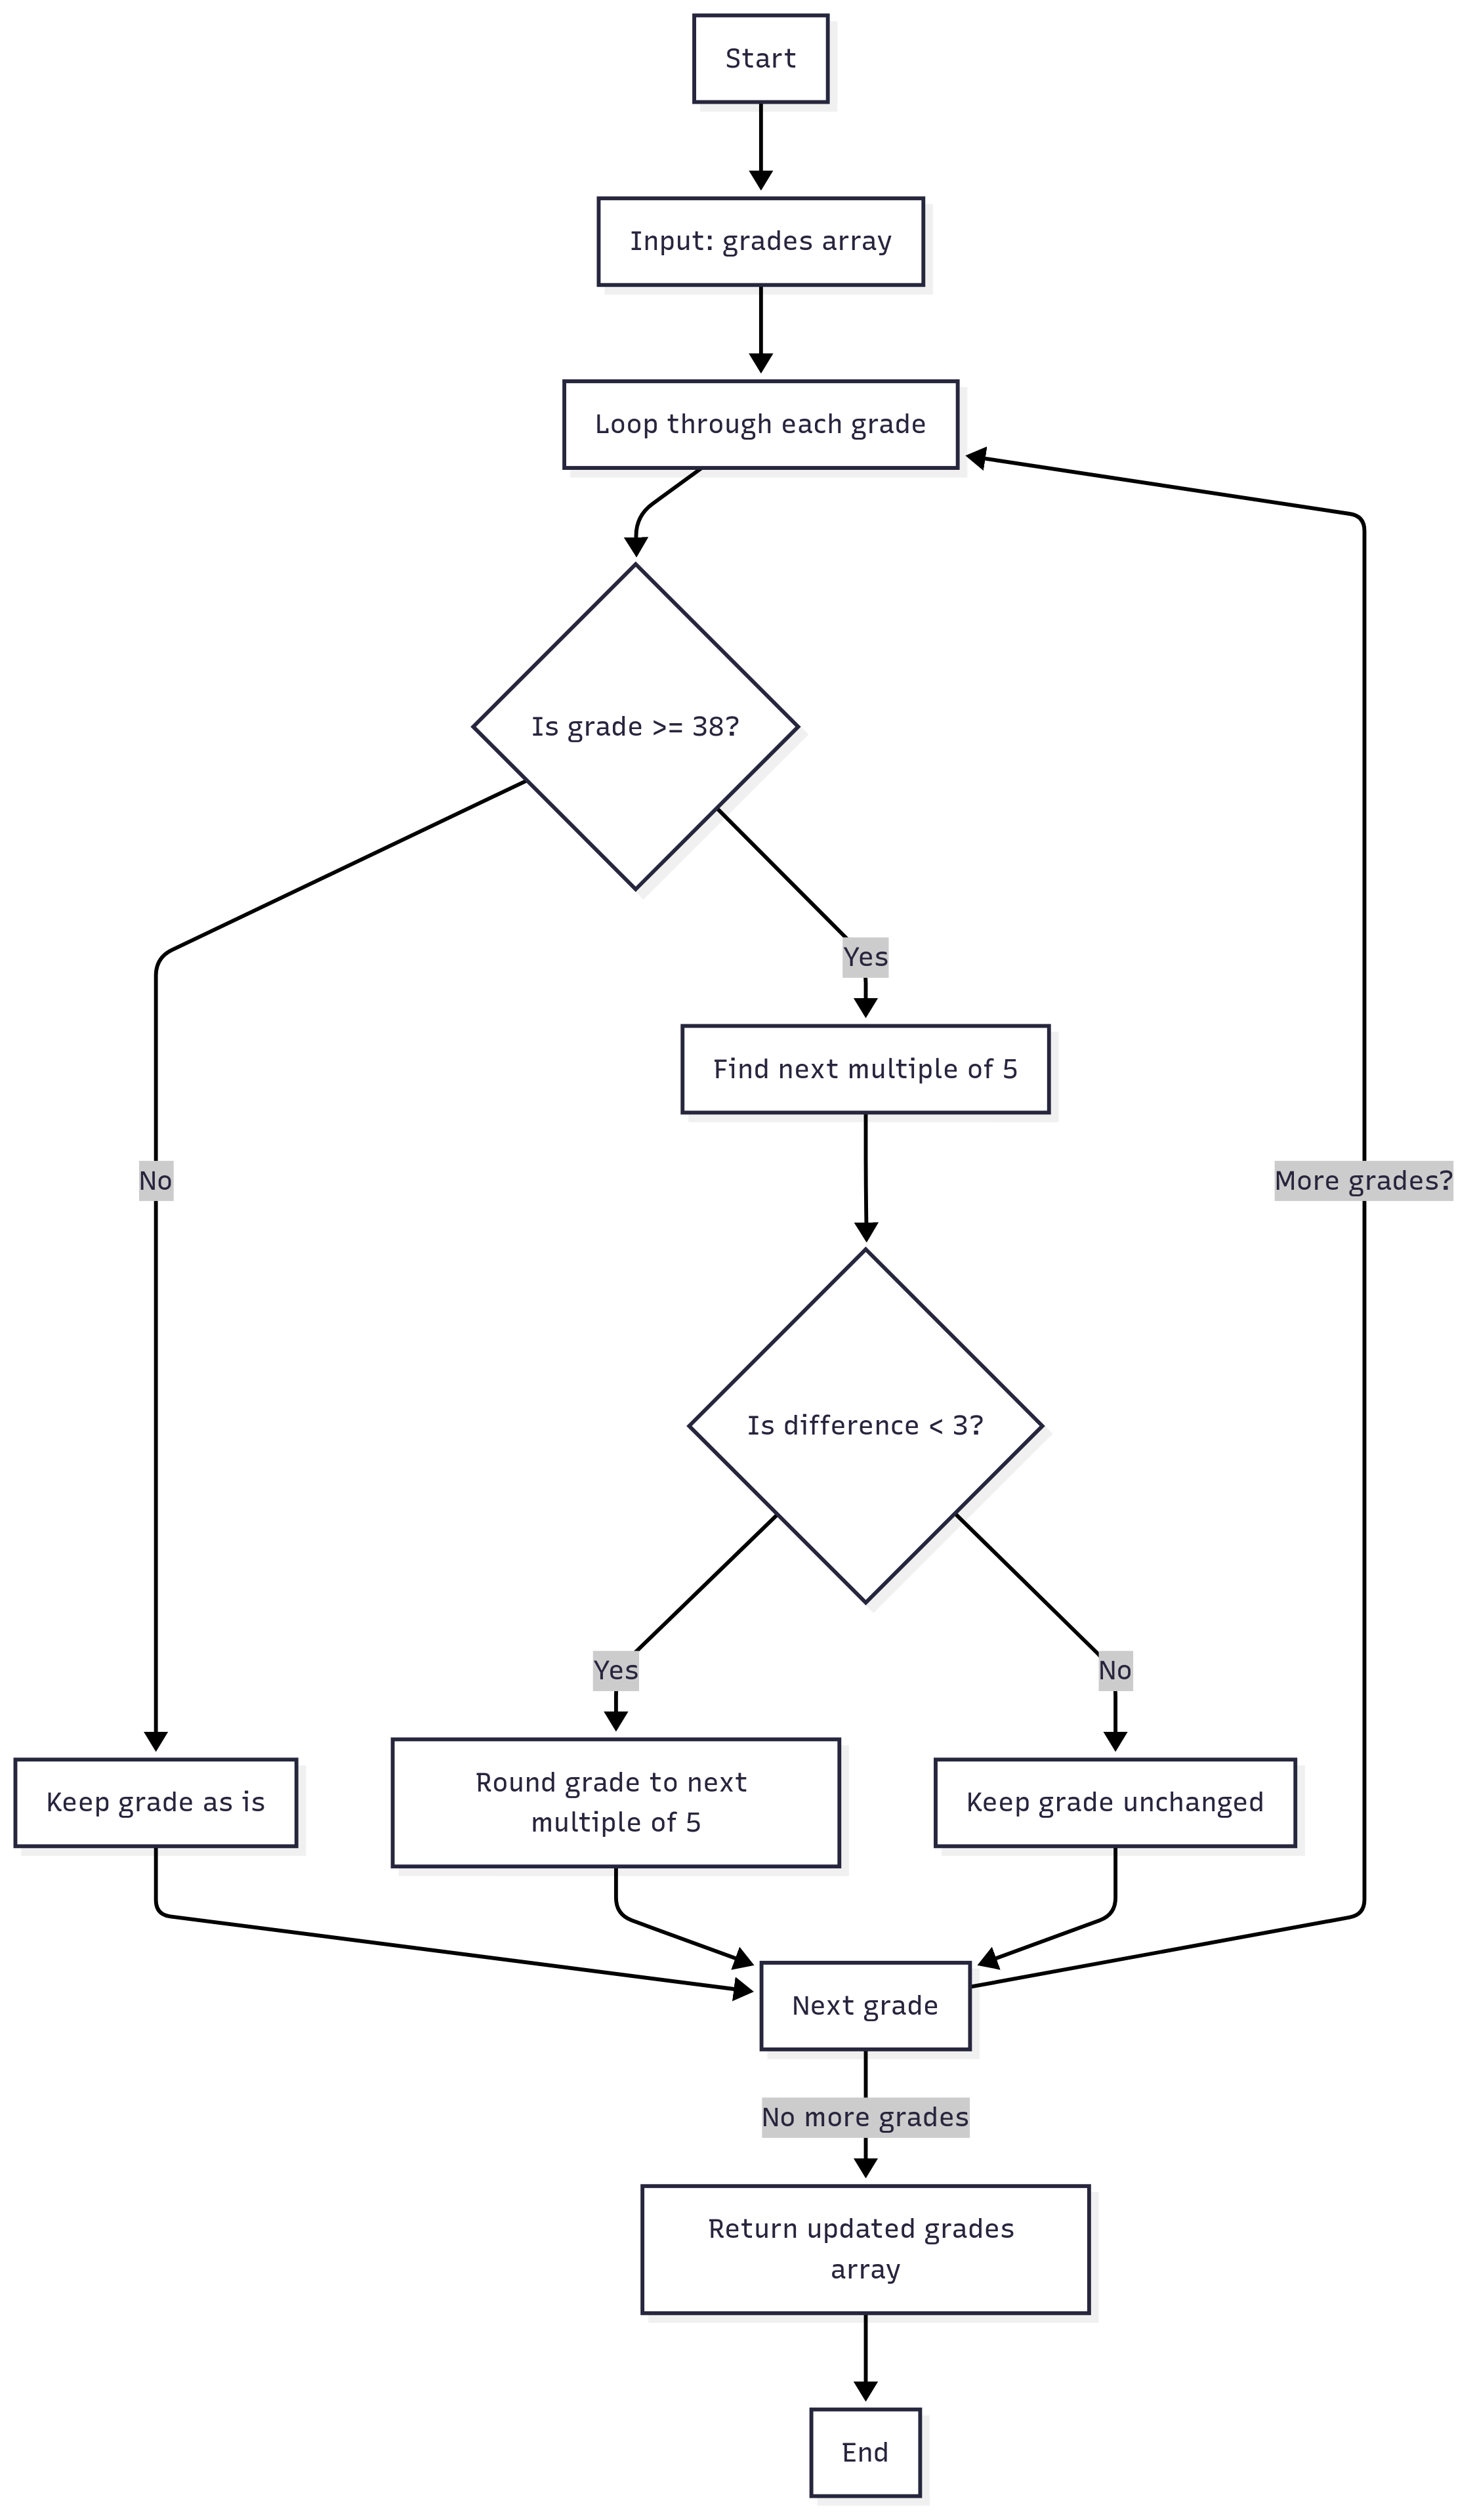 Start
Input: grades array
Loop through each grade
Is grade >= 38?
Yes
Find next multiple of 5
No
More grades?
Is difference < 3?
Yes
No
Keep grade as is
Round grade to next
multiple of 5
Keep grade unchanged
Next grade
No more grades
Return updated grades
array
End